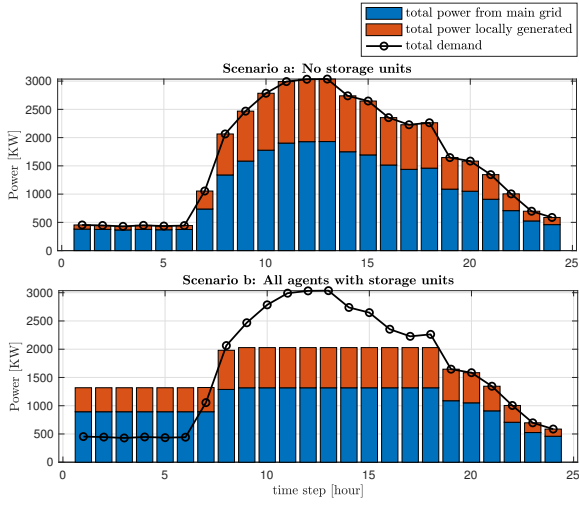 total power from main grid
total power locally generated
total demand
Scenario a: No storage units
Power [KW]
3000
2500
2000
1500
1000
500
0
0 5 10 15 20 25
Scenario b: All agents with storage units
Power [KW]
3000
2500
2000
1500
1000
500
0
0 5 10 15 20 25
time step [hour]